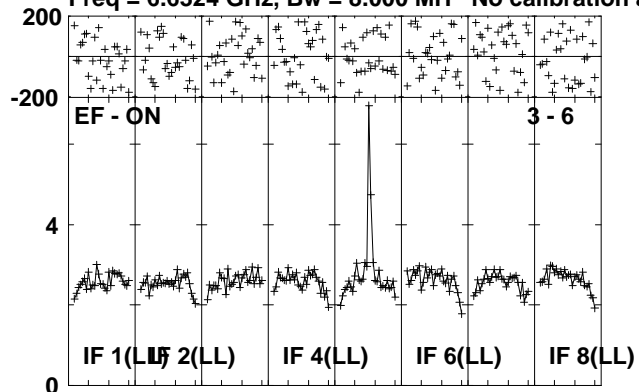 Freq = 6.6524 GHz, Bw = 8.000 MH No calibration a
200
-200
EF - ON
3 - 6
4
0
IF 1(LL)
IF 2(LL)
IF 4(LL)
IF 6(LL)
IF 8(LL)